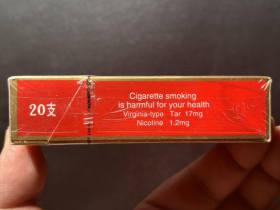 20支
Cigarette smoking
is harmful for your health
Virginia-type Tar 17mg
Nicotine 1.2mg